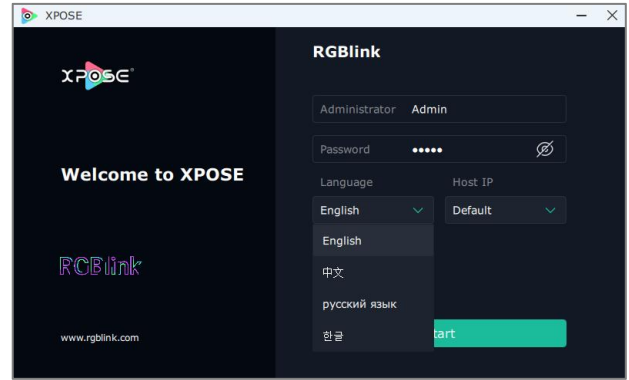 XPOSE
XPOSE
RGBlink
Administrator Admin
Password •••••
Welcome to XPOSE
Language Host IP
English Default
English
中文
русский язык
한글
RGBlink
tart
www.rgblink.com